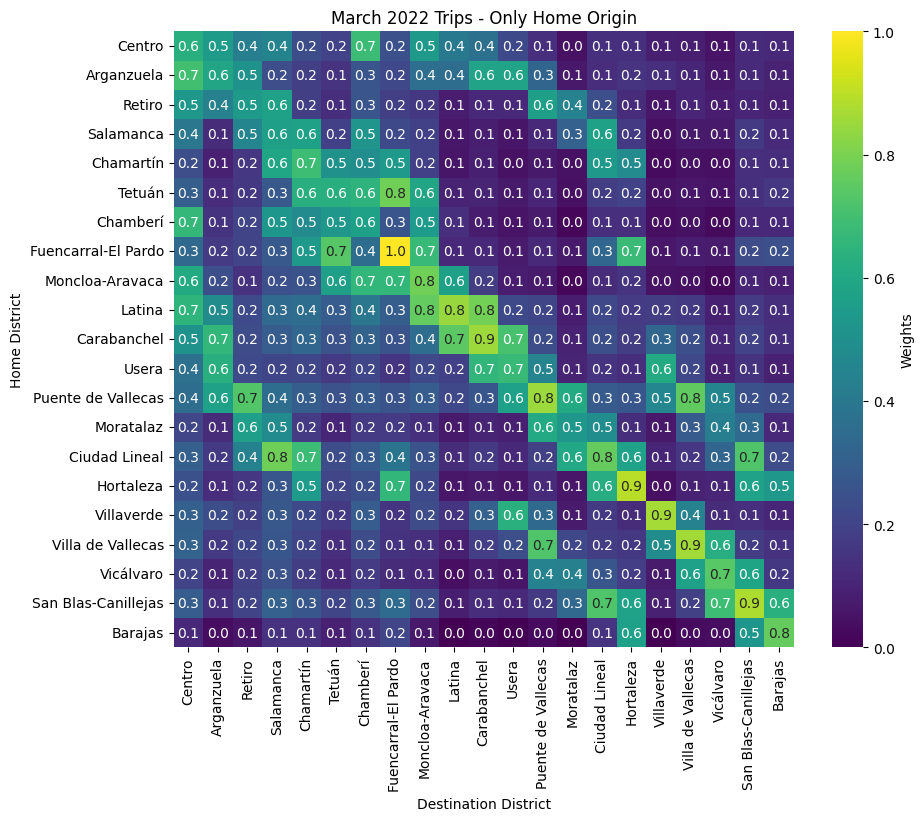 March 2022 Trips - Only Home Origin
Centro 0.6 0.5 0.4 0.4 0.2 0.2 0.7 0.2 0.5 0.4 0.4 0.2 0.1 0.0 0.1 0.1 0.1 0.1 0.1 0.1 0.1
Arganzuela 0.7 0.6 0.5 0.2 0.2 0.1 0.3 0.2 0.4 0.4 0.6 0.6 0.3 0.1 0.1 0.2 0.1 0.1 0.1 0.1 0.1
Retiro 0.5 0.4 0.5 0.6 0.2 0.1 0.3 0.2 0.2 0.1 0.1 0.1 0.6 0.4 0.2 0.1 0.1 0.1 0.1 0.1 0.1
Salamanca 0.4 0.1 0.5 0.6 0.6 0.2 0.5 0.2 0.2 0.1 0.1 0.1 0.1 0.3 0.6 0.2 0.0 0.1 0.1 0.2 0.1
Chamartín 0.2 0.1 0.2 0.6 0.7 0.5 0.5 0.5 0.2 0.1 0.1 0.0 0.1 0.0 0.5 0.5 0.0 0.0 0.0 0.1 0.1
Tetuán 0.3 0.1 0.2 0.3 0.6 0.6 0.6 0.8 0.6 0.1 0.1 0.1 0.1 0.0 0.2 0.2 0.0 0.1 0.1 0.1 0.2
Chamberí 0.7 0.1 0.2 0.5 0.5 0.5 0.6 0.3 0.5 0.1 0.1 0.1 0.1 0.0 0.1 0.1 0.0 0.0 0.0 0.1 0.1
Fuencarral-El Pardo 0.3 0.2 0.2 0.3 0.5 0.7 0.4 1.0 0.7 0.1 0.1 0.1 0.1 0.1 0.3 0.7 0.1 0.1 0.1 0.2 0.2
Moncloa-Aravaca 0.6 0.2 0.1 0.2 0.3 0.6 0.7 0.7 0.8 0.6 0.2 0.1 0.1 0.0 0.1 0.2 0.0 0.0 0.0 0.1 0.1
Latina 0.7 0.5 0.2 0.3 0.4 0.3 0.4 0.3 0.8 0.8 0.8 0.2 0.2 0.1 0.2 0.2 0.2 0.2 0.1 0.2 0.1
Carabanchel 0.5 0.7 0.2 0.3 0.3 0.3 0.3 0.3 0.4 0.7 0.9 0.7 0.2 0.1 0.2 0.2 0.3 0.2 0.1 0.2 0.1
Usera 0.4 0.6 0.2 0.2 0.2 0.2 0.2 0.2 0.2 0.2 0.7 0.7 0.5 0.1 0.2 0.1 0.6 0.2 0.1 0.1 0.1
Puente de Vallecas 0.4 0.6 0.7 0.4 0.3 0.3 0.3 0.3 0.3 0.2 0.3 0.6 0.8 0.6 0.3 0.3 0.5 0.8 0.5 0.2 0.2
Moratalaz 0.2 0.1 0.6 0.5 0.2 0.1 0.2 0.2 0.1 0.1 0.1 0.1 0.6 0.5 0.5 0.1 0.1 0.3 0.4 0.3 0.1
Ciudad Lineal 0.3 0.2 0.4 0.8 0.7 0.3 0.3 0.4 0.3 0.1 0.1 0.1 0.2 0.6 0.8 0.6 0.1 0.2 0.3 0.7 0.2
Hortaleza 0.2 0.1 0.2 0.3 0.5 0.2 0.2 0.7 0.2 0.1 0.1 0.1 0.1 0.1 0.6 0.9 0.0 0.1 0.1 0.6 0.5
Villaverde 0.3 0.2 0.2 0.3 0.2 0.2 0.3 0.2 0.2 0.2 0.3 0.6 0.3 0.1 0.2 0.1 0.9 0.4 0.1 0.1 0.1
Villa de Vallecas 0.3 0.2 0.2 0.3 0.2 0.1 0.2 0.1 0.1 0.1 0.2 0.2 0.7 0.2 0.2 0.2 0.5 0.9 0.6 0.2 0.1
Vicálvaro 0.2 0.1 0.2 0.3 0.2 0.1 0.2 0.1 0.1 0.0 0.1 0.1 0.4 0.4 0.3 0.2 0.1 0.6 0.7 0.6 0.2
San Blas-Canillejas 0.3 0.1 0.2 0.3 0.3 0.2 0.3 0.3 0.2 0.1 0.1 0.1 0.2 0.3 0.7 0.6 0.1 0.2 0.7 0.9 0.6
Barajas 0.1 0.0 0.1 0.1 0.1 0.1 0.1 0.2 0.1 0.0 0.0 0.0 0.0 0.0 0.1 0.6 0.0 0.0 0.0 0.5 0.8
Home District
Centro
Arganzuela
Retiro
Salamanca
Chamartín
Tetuán
Chamberí
Fuencarral-El Pardo
Moncloa-Aravaca
Latina
Carabanchel
Usera
Puente de Vallecas
Moratalaz
Ciudad Lineal
Hortaleza
Villaverde
Villa de Vallecas
Vicálvaro
San Blas-Canillejas
Barajas
Destination District
1.0
0.8
0.6
0.4
0.2
0.0
Weights